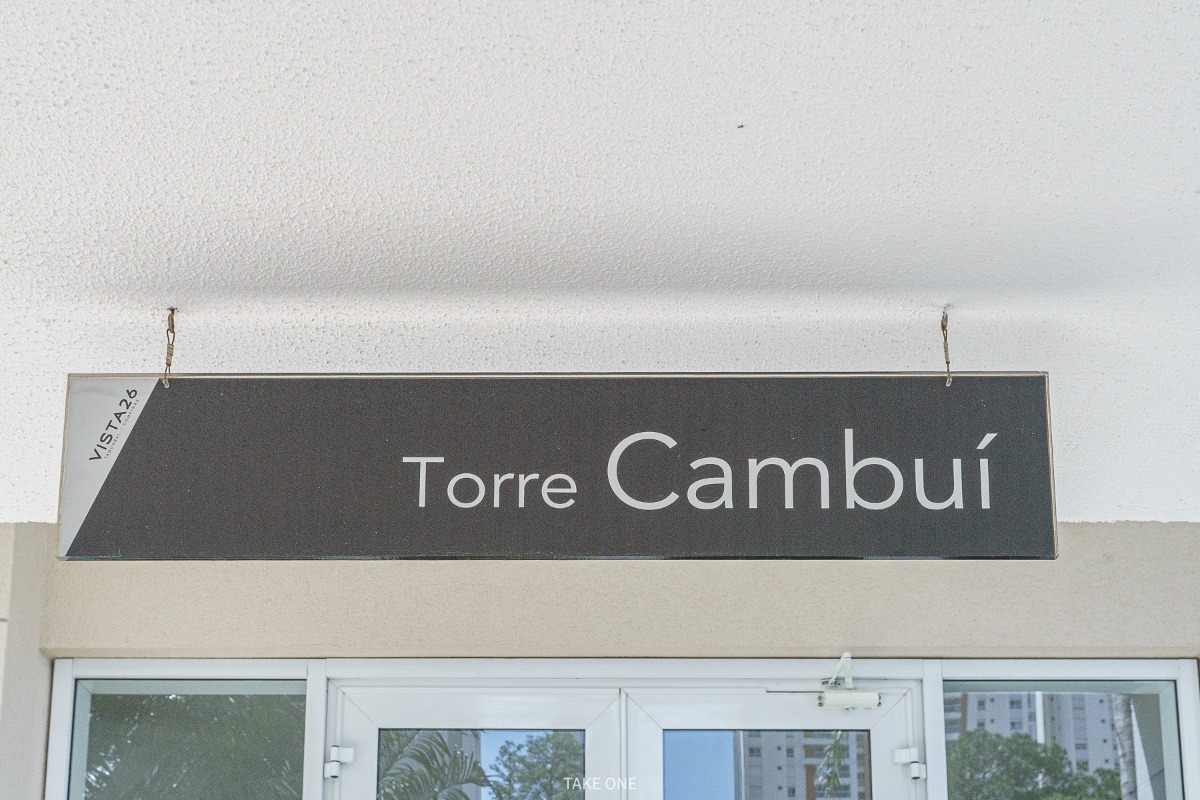 VISTA26
Torre Cambuí
TAKE ONE